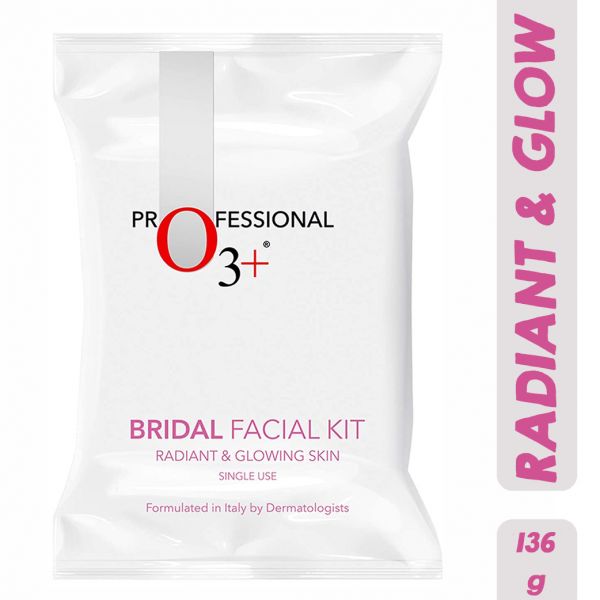 PROFESSIONAL
O3+®
BRIDAL FACIAL KIT
RADIANT & GLOWING SKIN
SINGLE USE
Formulated in Italy by Dermatologists
RADIANT & GLOW
136
g